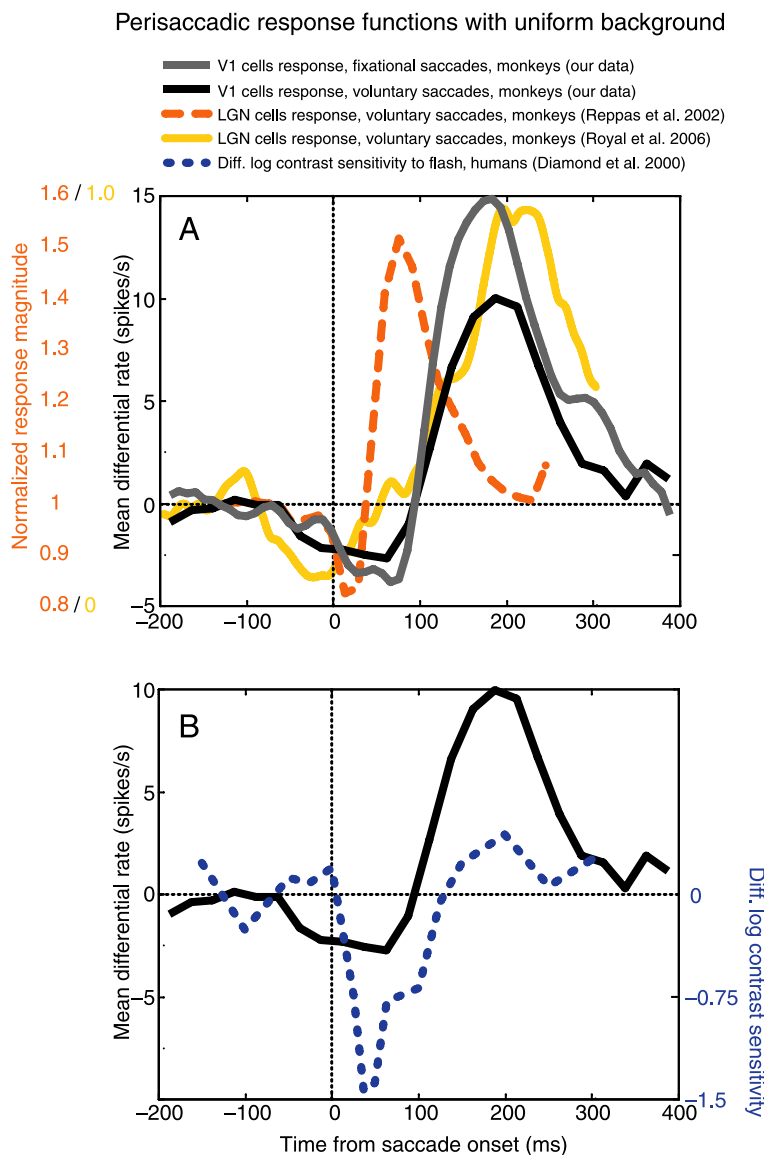 Perisaccadic response functions with uniform background
V1 cells response, fixational saccades, monkeys (our data)
V1 cells response, voluntary saccades, monkeys (our data)
LGN cells response, voluntary saccades, monkeys (Reppas et al. 2002)
LGN cells response, voluntary saccades, monkeys (Royal et al. 2006)
Diff. log contrast sensitivity to flash, humans (Diamond et al. 2000)
A
Normalized response magnitude
1.6 / 1.0
1.5
1.4
1.3
1.2
1.1
1
0.9
0.8 / 0
Mean differential rate (spikes/s)
15
10
5
0
−5
−200
−100
0
100
200
300
400
B
Mean differential rate (spikes/s)
10
5
0
−5
−200
−100
0
100
200
300
400
Time from saccade onset (ms)
0
−0.75
−1.5
Diff. log contrast sensitivity